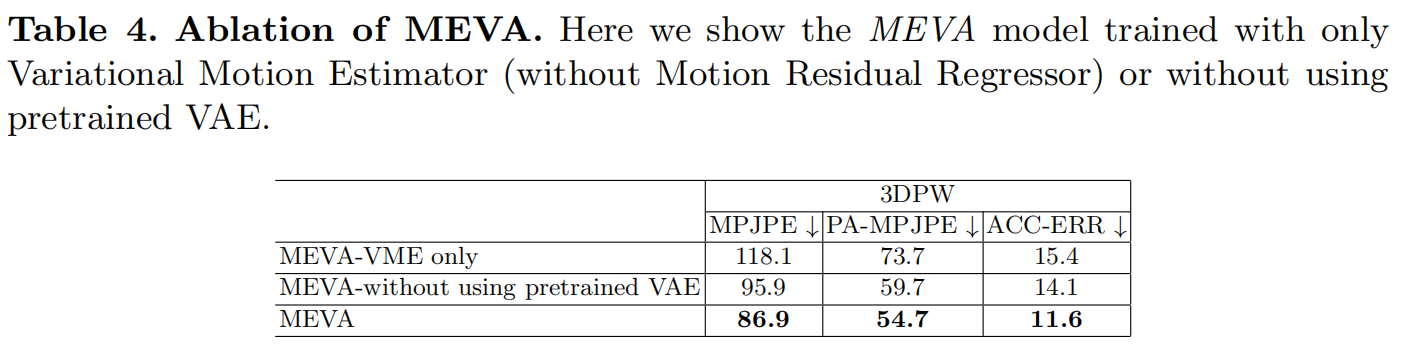 Table 4. Ablation of MEVA. Here we show the MEVA model trained with only
Variational Motion Estimator (without Motion Residual Regressor) or without using
pretrained VAE.
3DPW
MPJPE ↓ PA-MPJPE ↓ ACC-ERR ↓
MEVA-VME only 118.1 73.7 15.4
MEVA-without using pretrained VAE 95.9 59.7 14.1
MEVA 86.9 54.7 11.6